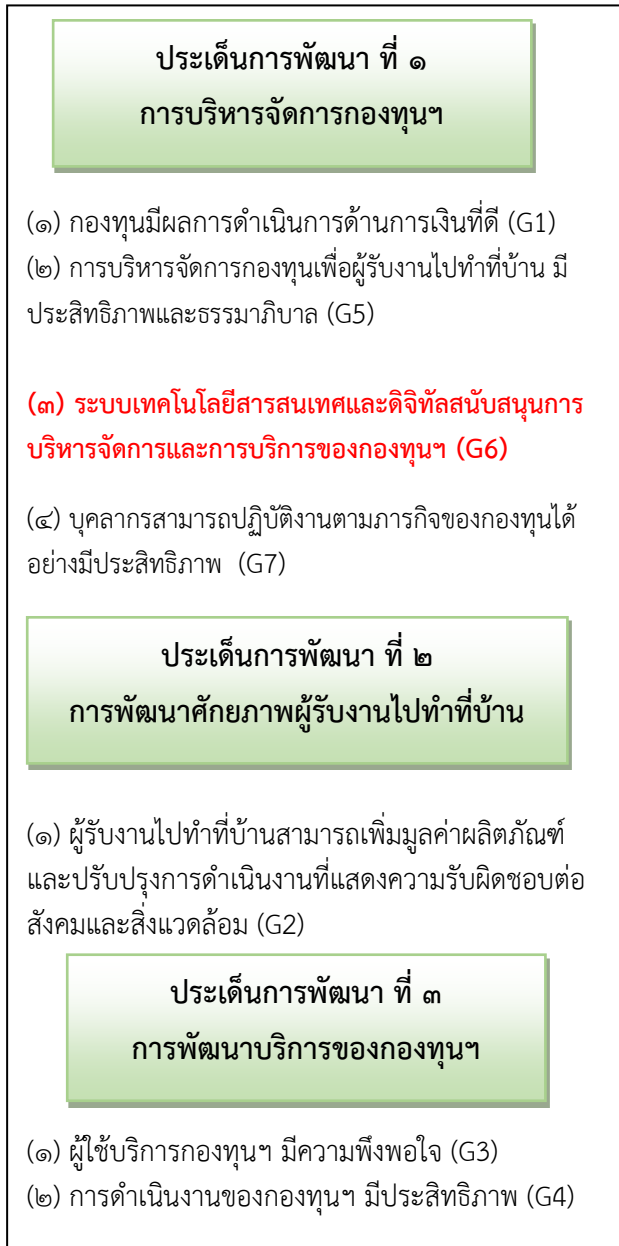 ประเด็นการพัฒนา ที่ ๑
การบริหารจัดการกองทุนฯ
(๑) กองทุนมีผลการดำเนินการด้านการเงินที่ดี (G1)
(๒) การบริหารจัดการกองทุนเพื่อผู้รับงานไปทำที่บ้าน มี
ประสิทธิภาพและธรรมาภิบาล (G5)
(๓) ระบบเทคโนโลยีสารสนเทศและดิจิทัลสนับสนุนการ
บริหารจัดการและการบริการของกองทุนฯ (G6)
(๔) บุคลากรสามารถปฏิบัติงานตามภารกิจของกองทุนได้
อย่างมีประสิทธิภาพ (G7)
ประเด็นการพัฒนา ที่ ๒
การพัฒนาศักยภาพผู้รับงานไปทำที่บ้าน
(๑) ผู้รับงานไปทำที่บ้านสามารถเพิ่มมูลค่าผลิตภัณฑ์
และปรับปรุงการดำเนินงานที่แสดงความรับผิดชอบต่อ
สังคมและสิ่งแวดล้อม (G2)
ประเด็นการพัฒนา ที่ ๓
การพัฒนาบริการของกองทุนฯ
(๑) ผู้ใช้บริการกองทุนฯ มีความพึงพอใจ (G3)
(๒) การดำเนินงานของกองทุนฯ มีประสิทธิภาพ (G4)